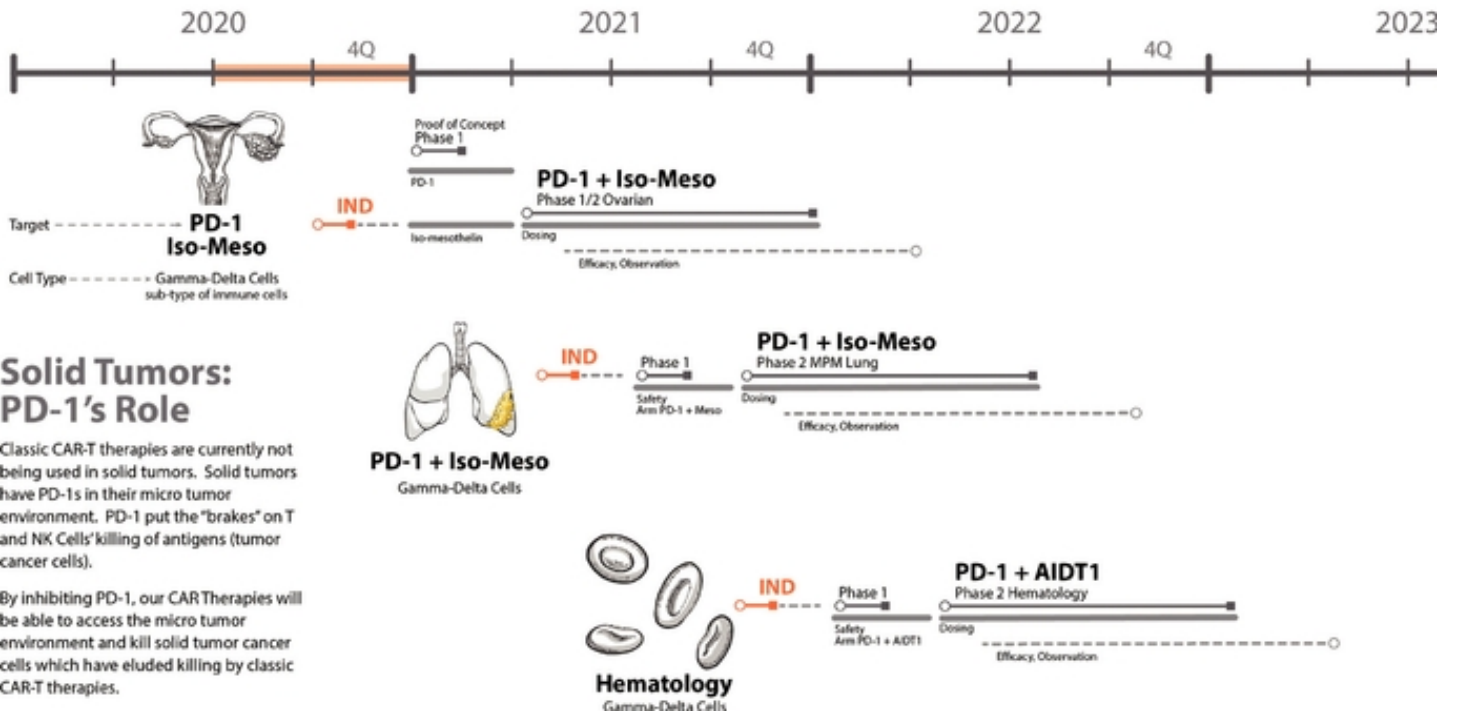 2020
2021
2022
2023
4Q
4Q
4Q
Proof of Concept
Phase 1
PD-1
IND
Iso-mesothelin
PD-1 + Iso-Meso
Phase 1/2 Ovarian
Dosing
Efficacy, Observation
Target
PD-1
Iso-Meso
Cell Type
Gamma-Delta Cells
sub-type of immune cells
IND
Phase 1
Safety
Arm PD-1 + Meso
PD-1 + Iso-Meso
Phase 2 MPM Lung
Dosing
Efficacy, Observation
PD-1 + Iso-Meso
Gamma-Delta Cells
Solid Tumors:
PD-1's Role
Classic CAR-T therapies are currently not
being used in solid tumors. Solid tumors
have PD-1s in their micro tumor
environment. PD-1 put the "brakes" on T
and NK Cells' killing of antigens (tumor
cancer cells).
By inhibiting PD-1, our CAR Therapies will
be able to access the micro tumor
environment and kill solid tumor cancer
cells which have eluded killing by classic
CAR-T therapies.
IND
Phase 1
Safety
Arm PD-1 + AIDT1
PD-1 + AIDT1
Phase 2 Hematology
Dosing
Efficacy, Observation
Hematology
Gamma-Delta Cells